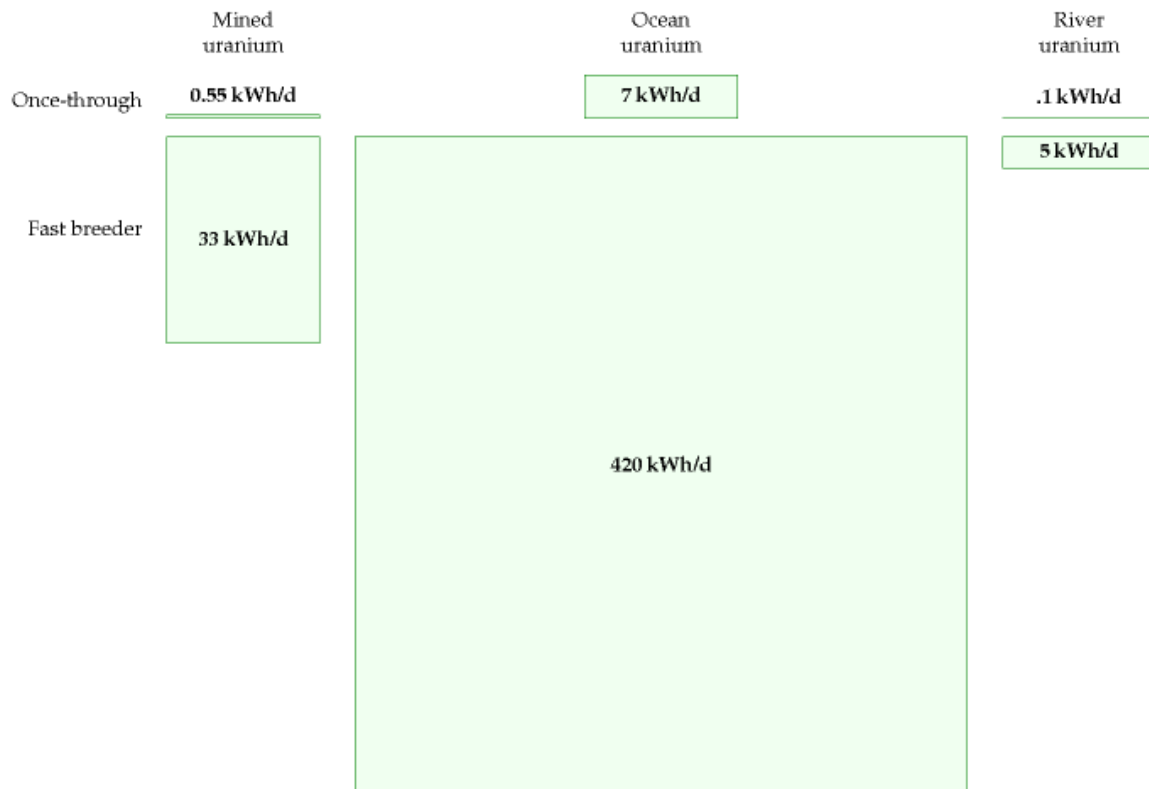 Mined
uranium
Ocean
uranium
River
uranium
Once-through
0.55 kWh/d
7 kWh/d
.1 kWh/d
5 kWh/d
Fast breeder
33 kWh/d
420 kWh/d